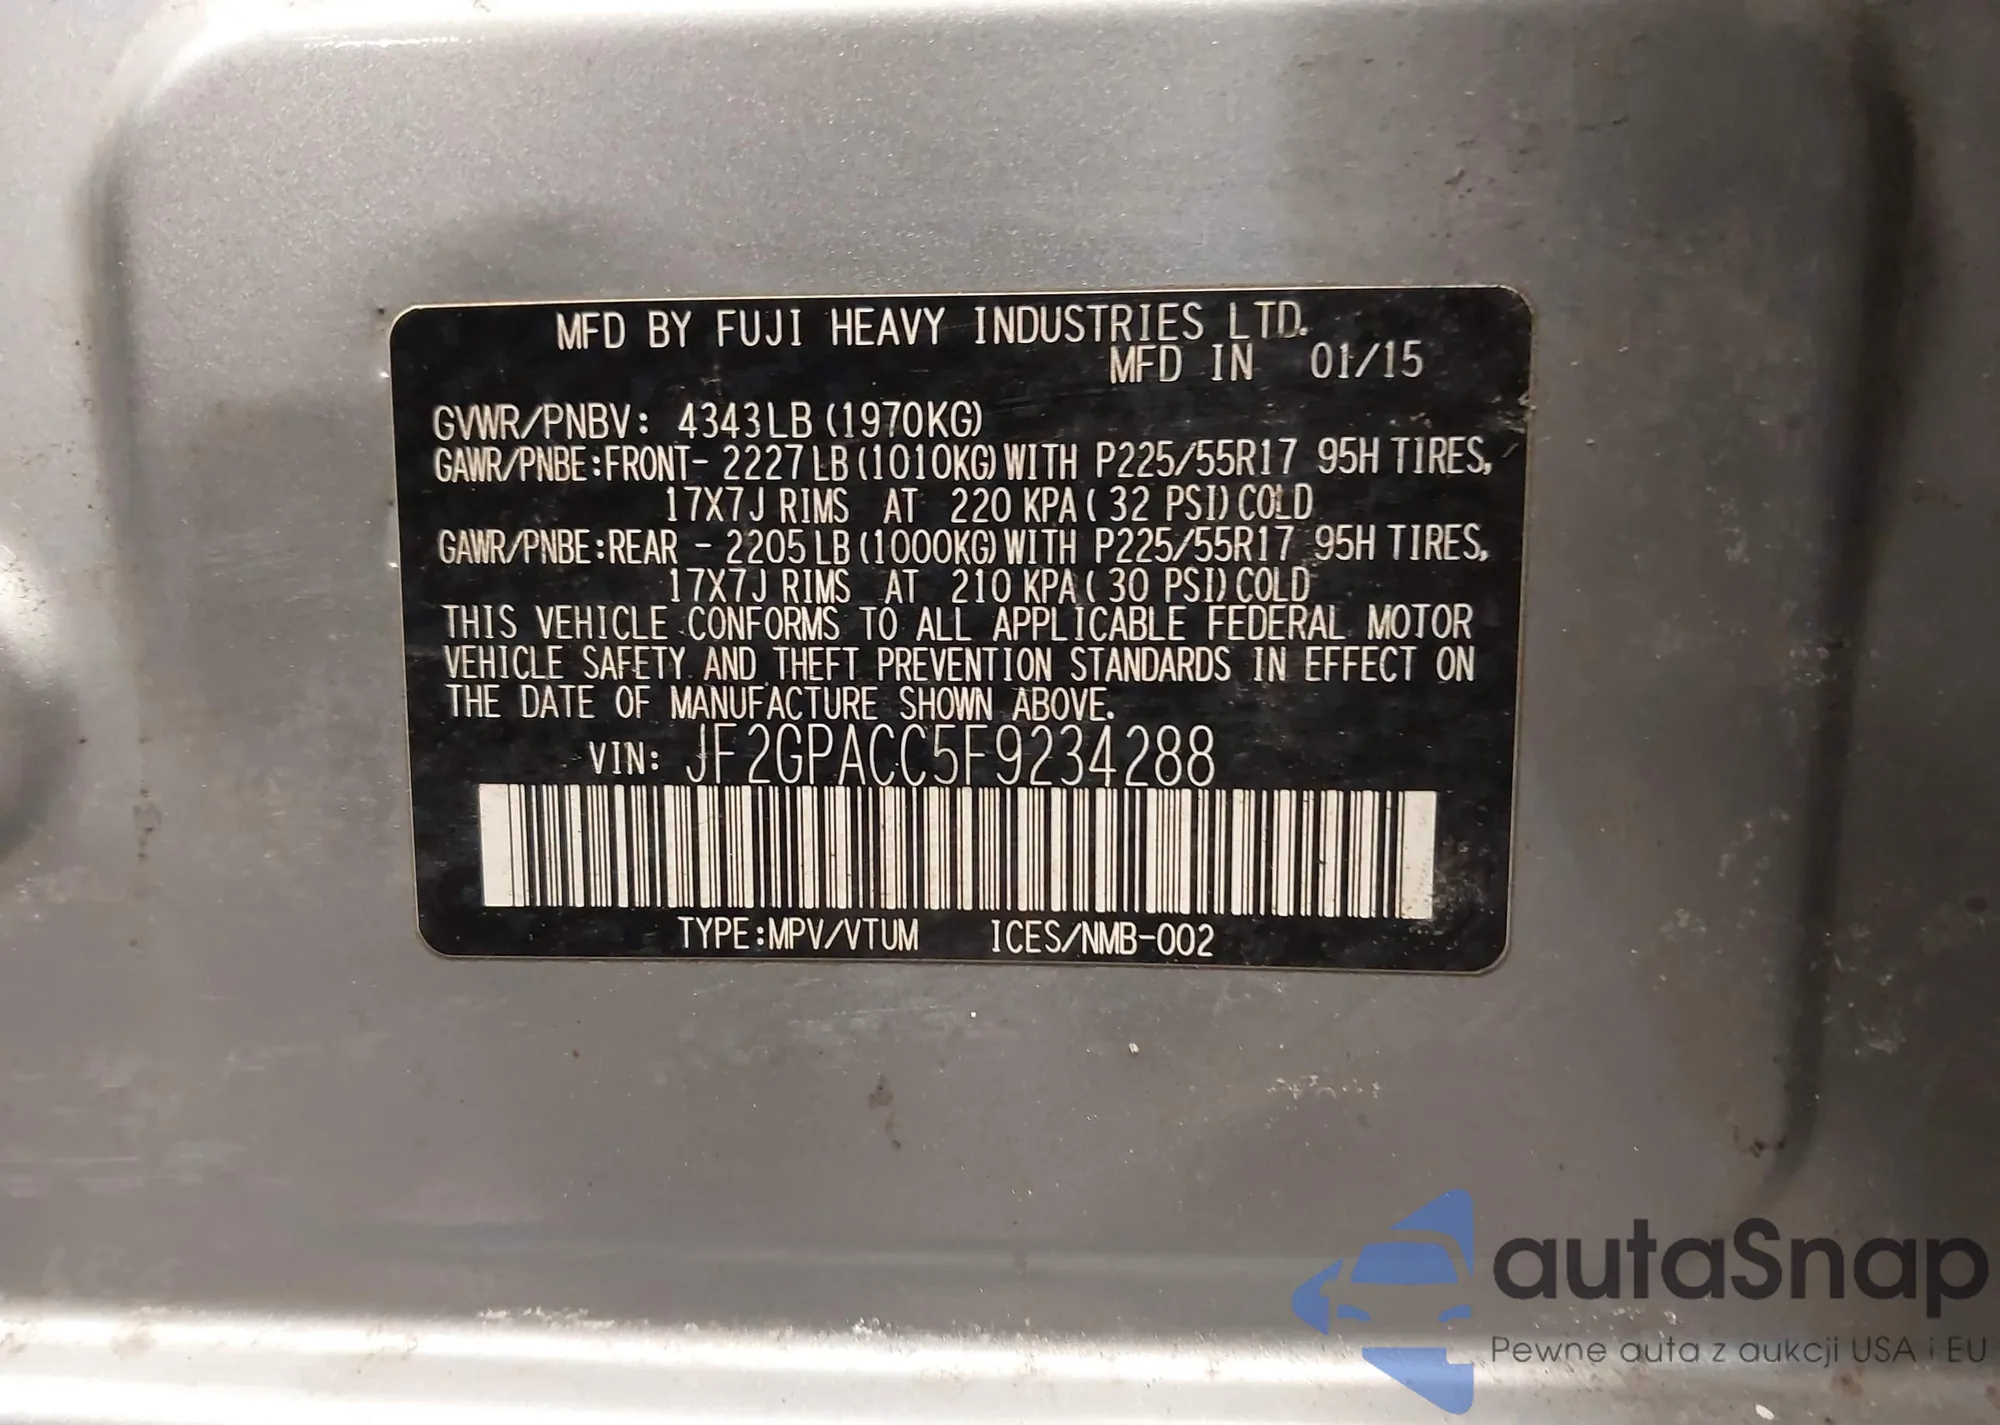 MFD BY FUJI HEAVY INDUSTRIES LTD.
MFD IN 01/15
GVWR/PNBV: 4343LB (1970KG)
GAWR/PNBE:FRONT- 2227LB (1010KG) WITH P225/55R17 95H TIRES,
17X7J RIMS AT 220 KPA( 32 PSI) COLD
GAWR/PNBE:REAR - 2205LB (1000KG) WITH P225/55R17 95H TIRES,
17X7J RIMS AT 210 KPA( 30 PSI) COLD
THIS VEHICLE CONFORMS TO ALL APPLICABLE FEDERAL MOTOR
VEHICLE SAFETY AND THEFT PREVENTION STANDARDS IN EFFECT ON
THE DATE OF MANUFACTURE SHOWN ABOVE.
VIN: JF2GPACC5F9234288
TYPE:MPV/VTUM ICES/NMB-002
autaSnap
Pewne auta z aukcji USA i EU